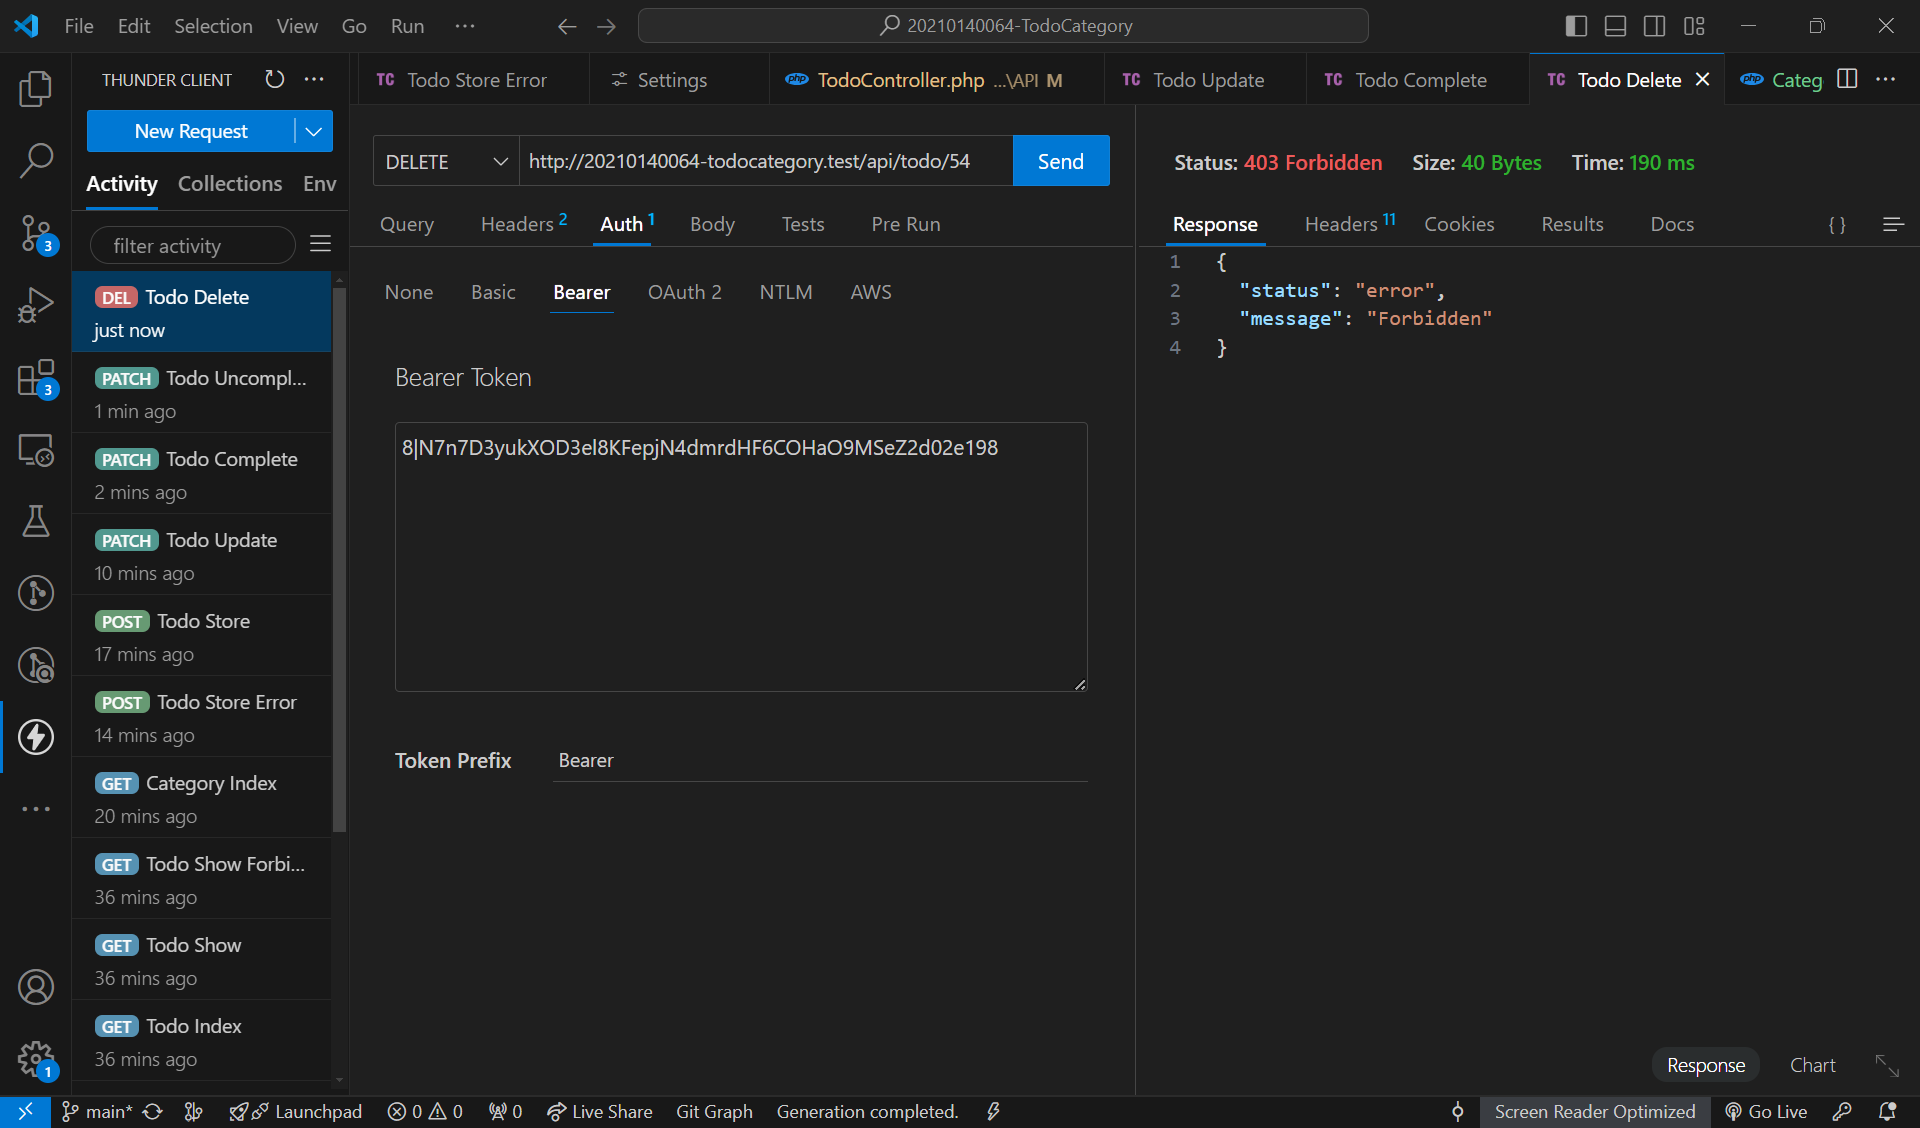 File Edit Selection View Go Run ...
20210140064-TodoCategory
THUNDER CLIENT
New Request
Activity Collections Env
filter activity
DEL Todo Delete
just now
PATCH Todo Uncompl...
1 min ago
PATCH Todo Complete
2 mins ago
PATCH Todo Update
10 mins ago
POST Todo Store
17 mins ago
POST Todo Store Error
14 mins ago
GET Category Index
20 mins ago
GET Todo Show Forbi...
36 mins ago
GET Todo Show
36 mins ago
GET Todo Index
36 mins ago
3
3
1
TC Todo Store Error
Settings
php TodoController.php ...\API M
TC Todo Update
TC Todo Complete
TC Todo Delete
php Categ
DELETE http://20210140064-todocategory.test/api/todo/54 Send
Query Headers 2 Auth 1 Body Tests Pre Run
None Basic Bearer OAuth 2 NTLM AWS
Bearer Token
8|N7n7D3yukXOD3el8KFepjN4dmrdHF6COHaO9MSeZ2d02e198
Token Prefix Bearer
Status: 403 Forbidden Size: 40 Bytes Time: 190 ms
Response Headers 11 Cookies Results Docs { }
1 {
2 "status": "error",
3 "message": "Forbidden"
4 }
Response Chart
main* Launchpad 0 0 0 Live Share Git Graph Generation completed. Screen Reader Optimized Go Live